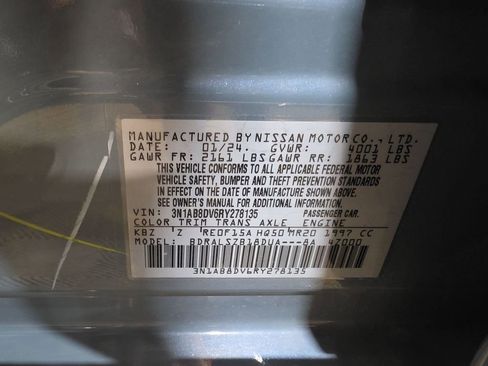 MANUFACTURED BY NISSAN MOTOR CO., LTD.
DATE: 01/24 GVWR: 4001 LBS
GAWR FR: 2161 LBS GAWR RR: 1863 LBS
THIS VEHICLE CONFORMS TO ALL APPLICABLE FEDERAL MOTOR
VEHICLE SAFETY, BUMPER AND THEFT PREVENTION STANDARDS
IN EFFECT ON THE DATE OF MANUFACTURE SHOWN ABOVE.
SEE OWNER'S MANUAL FOR ADDITIONAL INFORMATION.
VIN: 3N1AB8DV6RY278135 PASSENGER CAR
COLOR TRIM TRANS AXLE ENGINE
KBZ Z RE0F15A HQ50 MR20 1997 CC
MODEL: BDRALSZB18DUA---8A 4Z000
3N1AB8DV6RY278135